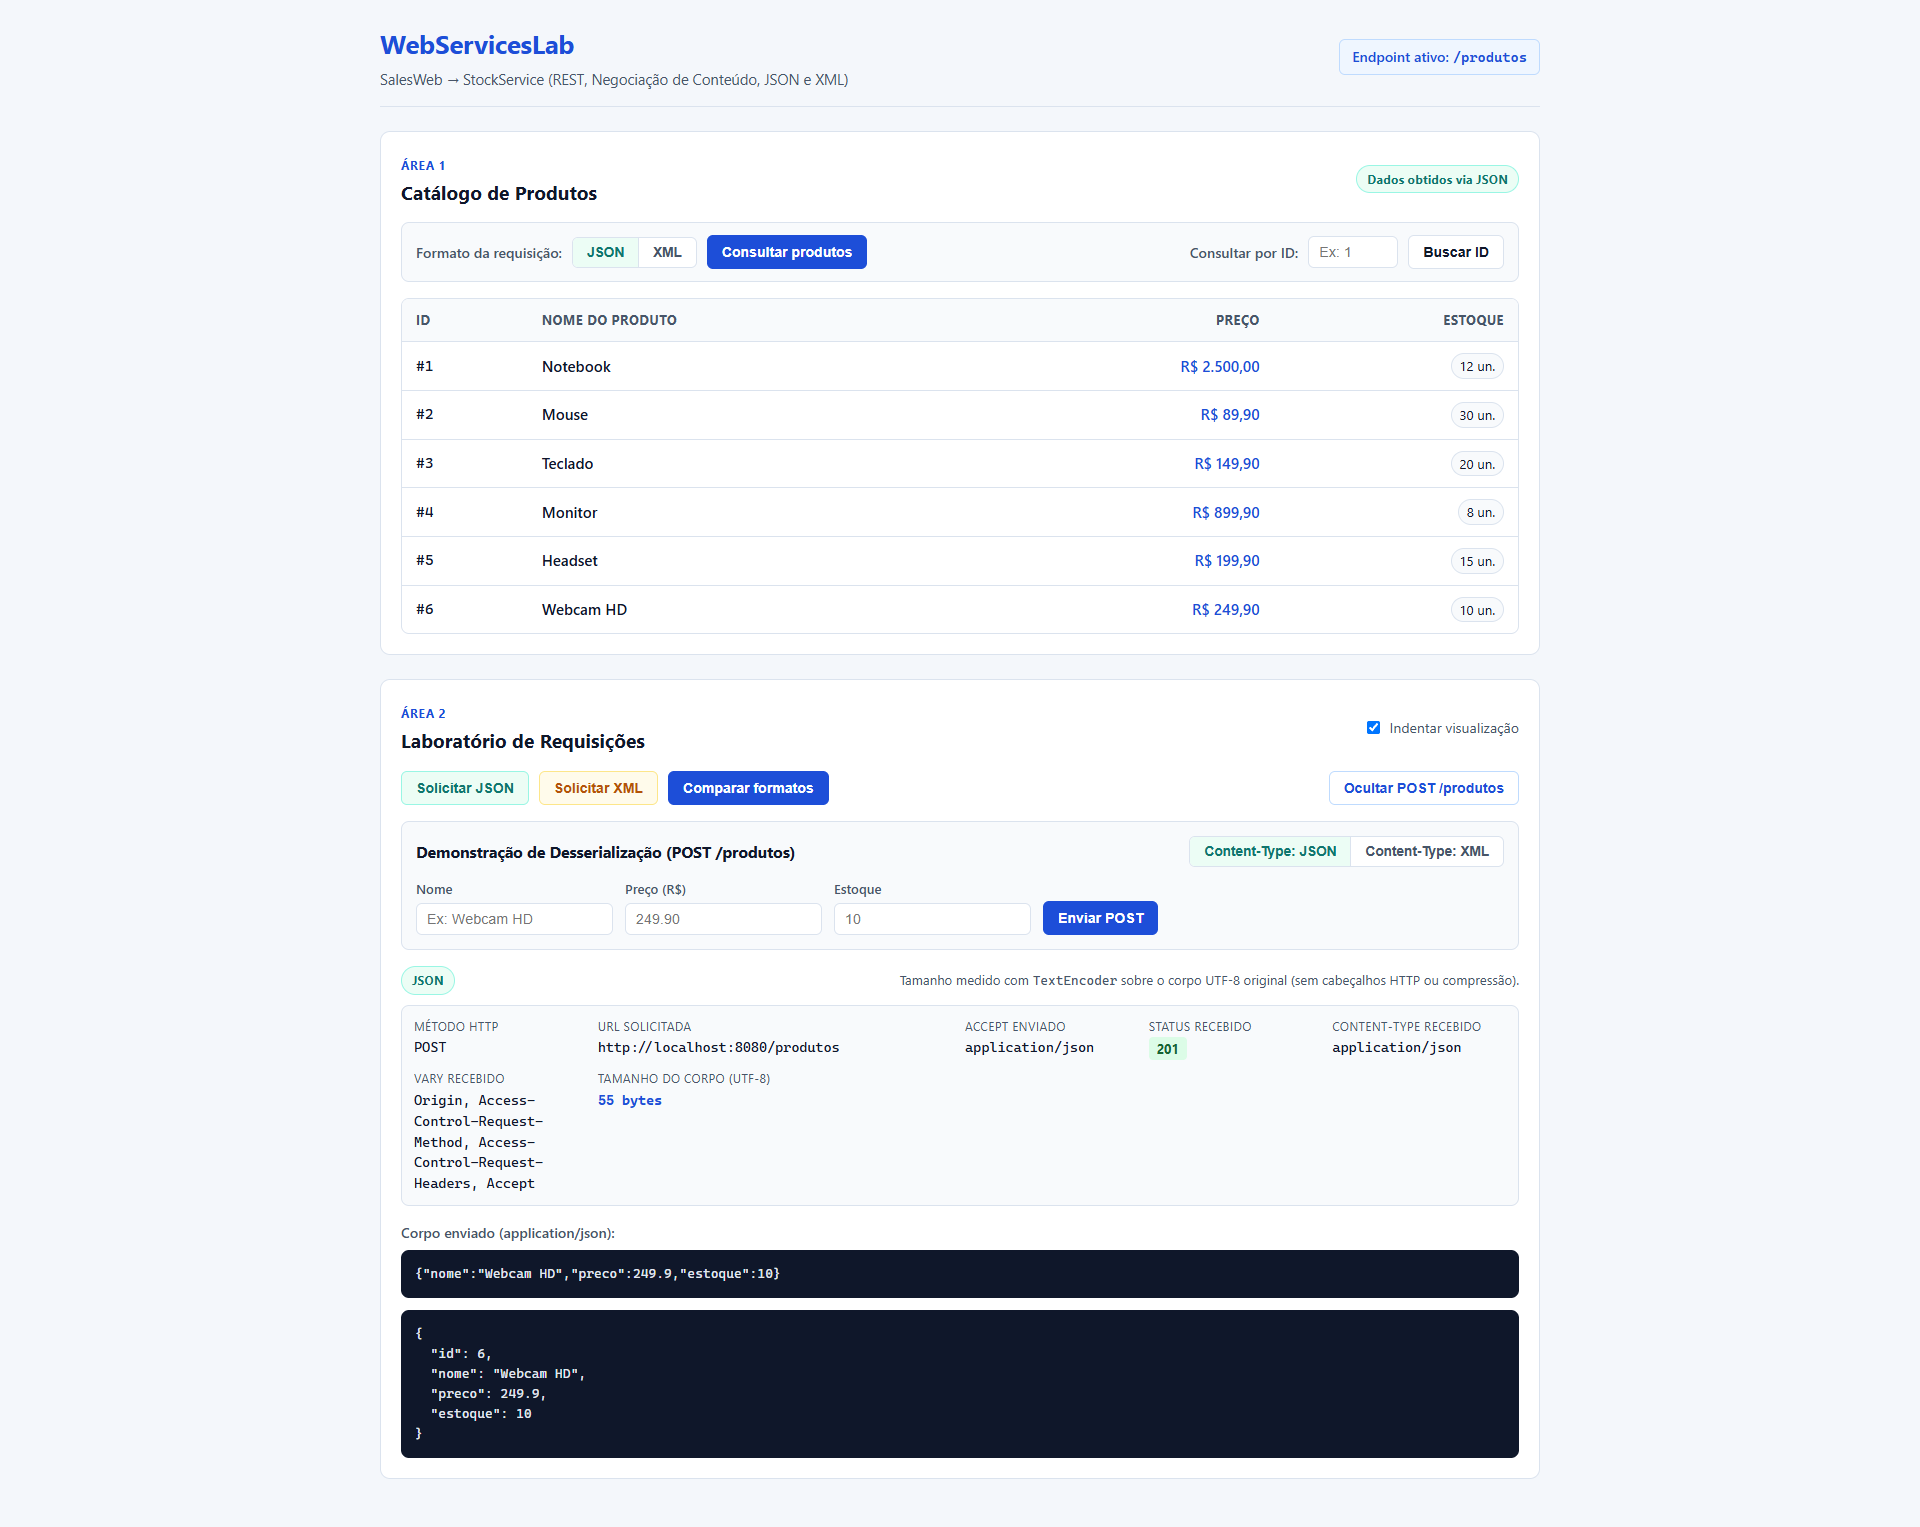 WebServicesLab
SalesWeb → StockService (REST, Negociação de Conteúdo, JSON e XML)
Endpoint ativo: /produtos
ÁREA 1
Catálogo de Produtos
Dados obtidos via JSON
Formato da requisição: JSON XML Consultar produtos Consultar por ID: Ex: 1 Buscar ID
ID NOME DO PRODUTO PREÇO ESTOQUE
#1 Notebook R$ 2.500,00 12 un.
#2 Mouse R$ 89,90 30 un.
#3 Teclado R$ 149,90 20 un.
#4 Monitor R$ 899,90 8 un.
#5 Headset R$ 199,90 15 un.
#6 Webcam HD R$ 249,90 10 un.
ÁREA 2
Laboratório de Requisições
Indentar visualização
Solicitar JSON Solicitar XML Comparar formatos Ocultar POST /produtos
Demonstração de Desserialização (POST /produtos) Content-Type: JSON Content-Type: XML
Nome Preço (R$) Estoque
Ex: Webcam HD 249.90 10 Enviar POST
JSON Tamanho medido com TextEncoder sobre o corpo UTF-8 original (sem cabeçalhos HTTP ou compressão).
MÉTODO HTTP URL SOLICITADA ACCEPT ENVIADO STATUS RECEBIDO CONTENT-TYPE RECEBIDO
POST http://localhost:8080/produtos application/json 201 application/json
VARY RECEBIDO TAMANHO DO CORPO (UTF-8)
Origin, Access- 55 bytes
Control-Request-
Method, Access-
Control-Request-
Headers, Accept
Corpo enviado (application/json):
{"nome":"Webcam HD","preco":249.9,"estoque":10}
{
"id": 6,
"nome": "Webcam HD",
"preco": 249.9,
"estoque": 10
}